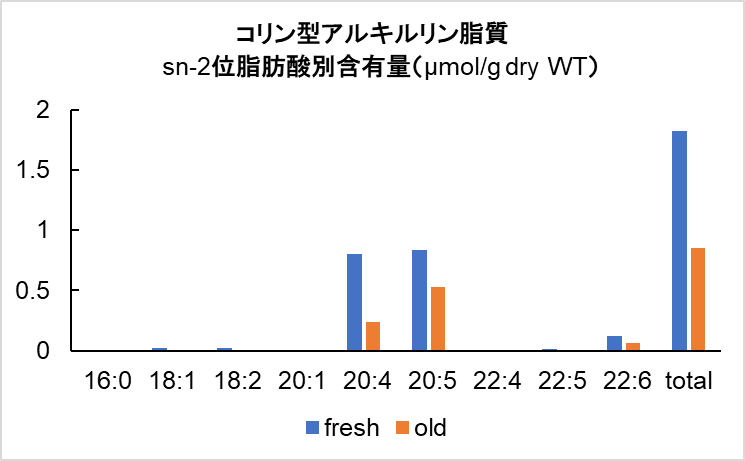 コリン型アルキルリン脂質
sn-2位脂肪酸別含有量(μmol/g dry WT)
2
1.5
1
0.5
0
16:0 18:1 18:2 20:1 20:4 20:5 22:4 22:5 22:6 total
fresh old